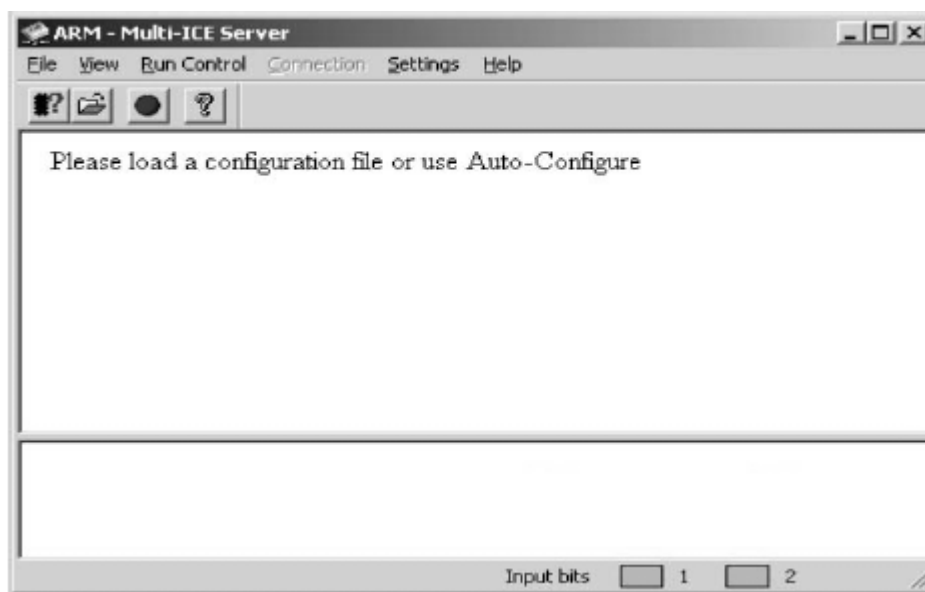 ARM - Multi-ICE Server
File View Run Control Connection Settings Help
Please load a configuration file or use Auto-Configure
Input bits 1 2